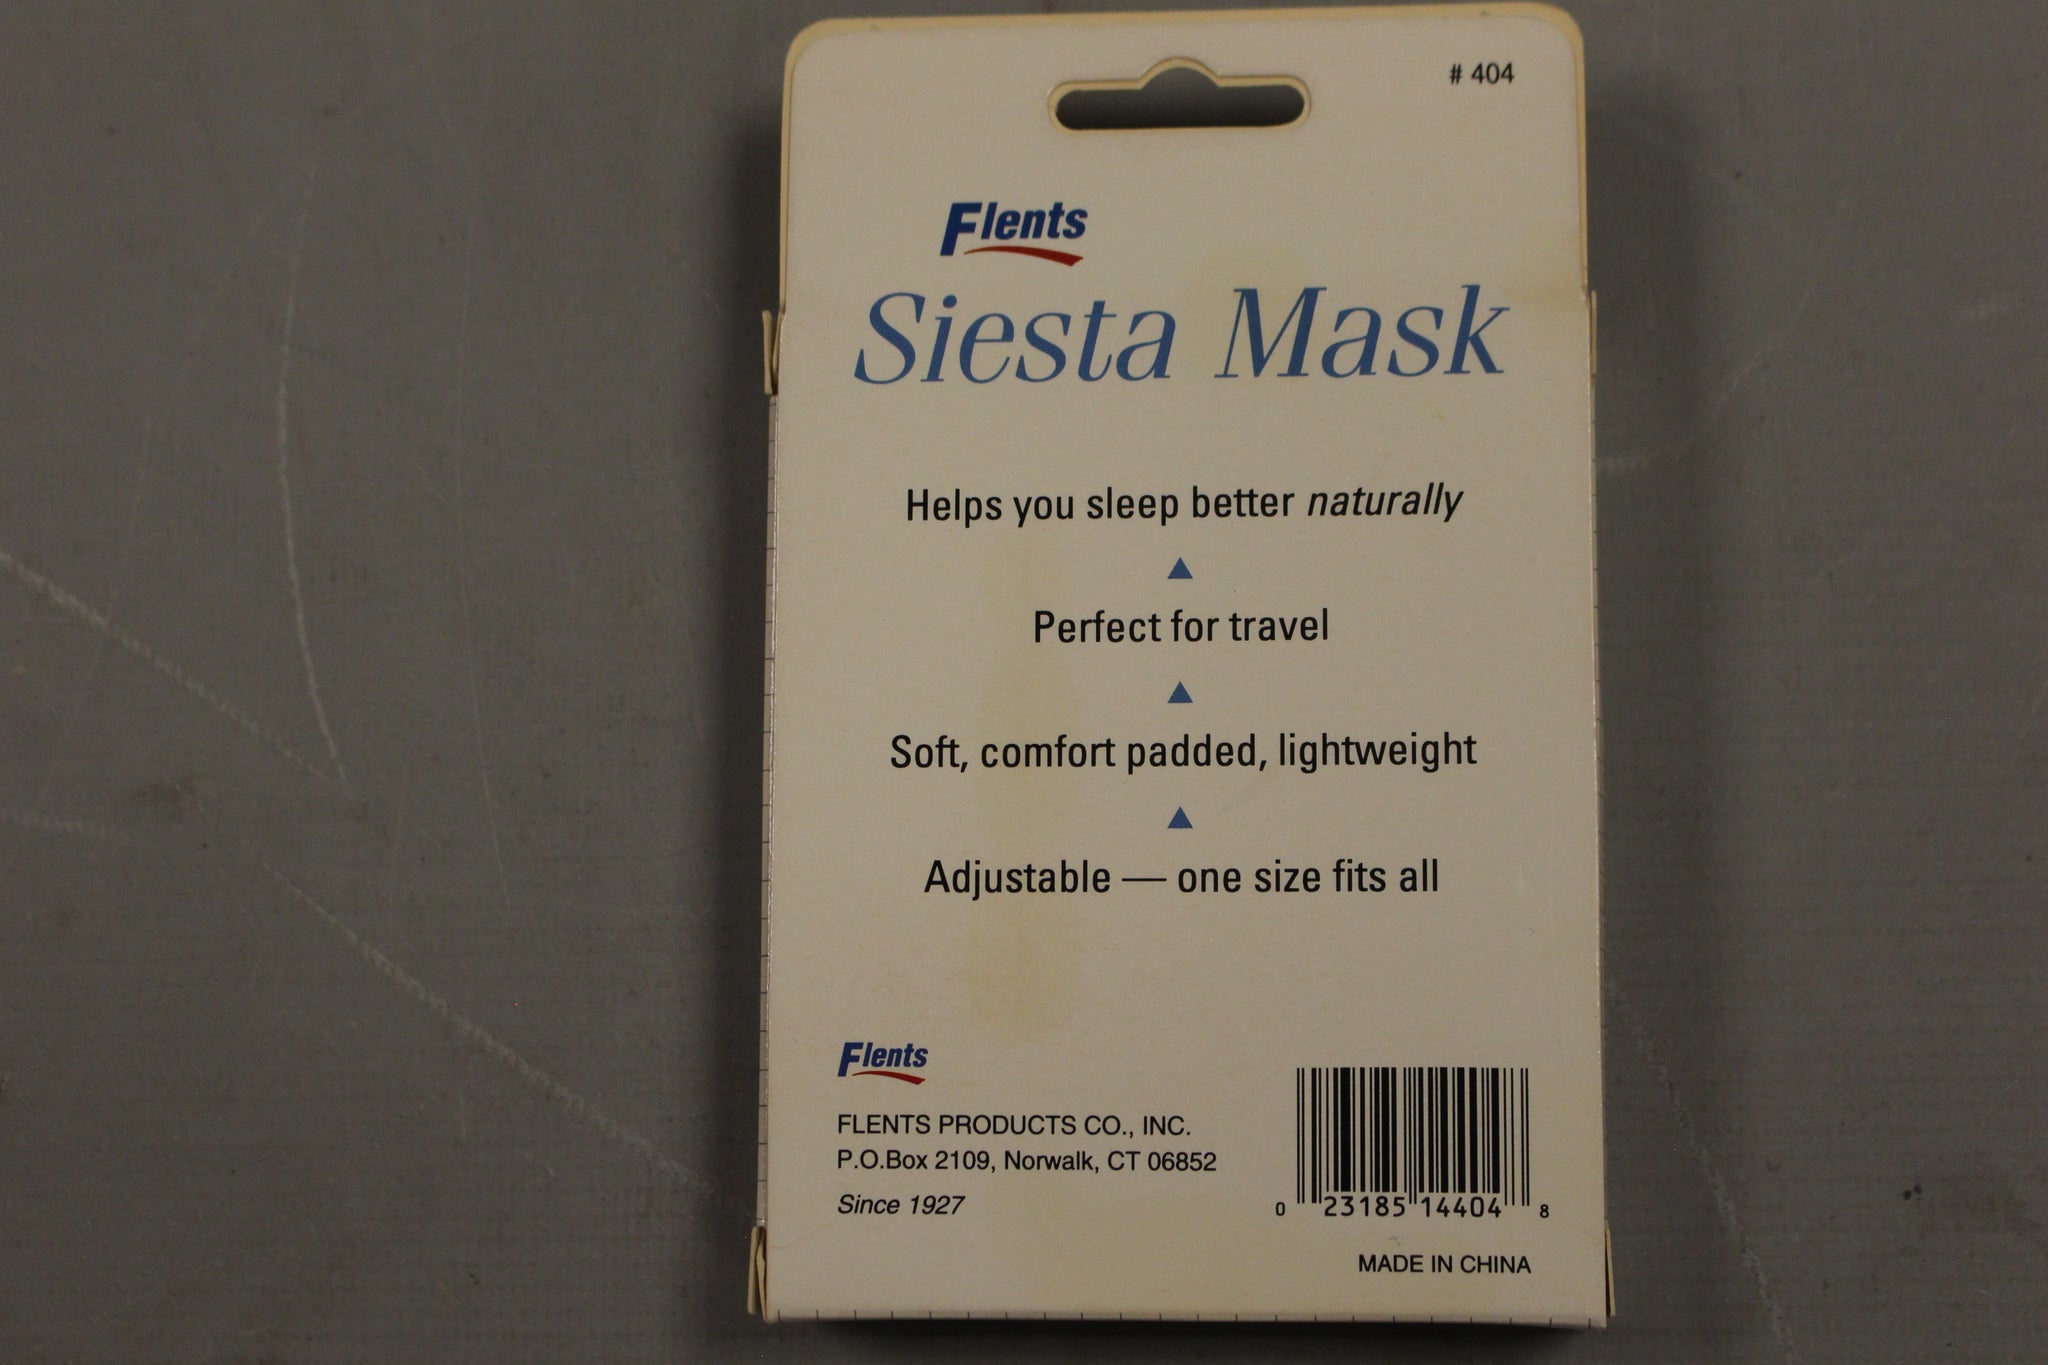 # 404
Flents
Siesta Mask
Helps you sleep better naturally
Perfect for travel
Soft, comfort padded, lightweight
Adjustable — one size fits all
Flents
FLENTS PRODUCTS CO., INC.
P.O.Box 2109, Norwalk, CT 06852
Since 1927
0 23185 14404 8
MADE IN CHINA